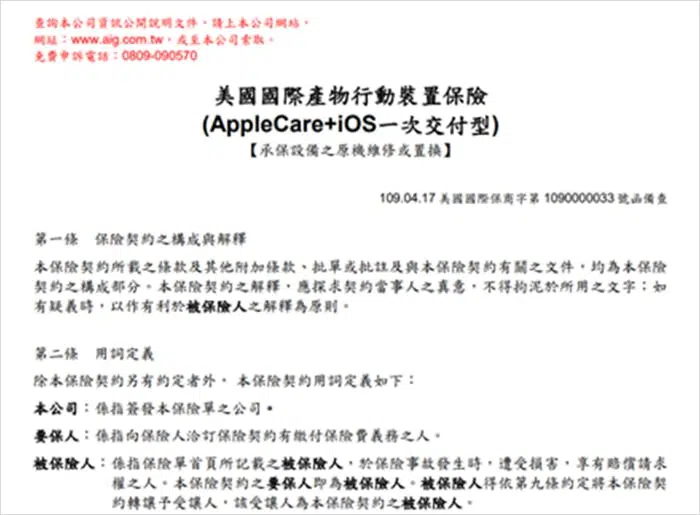 查詢本公司資訊公開說明文件，請上本公司網站，
網址：www.aig.com.tw，或至本公司索取。
免費申訴電話：0809-090570
美國國際產物行動裝置保險
(AppleCare+iOS一次交付型)
【承保設備之原機維修或置換】
109.04.17 美國國際保商字第 1090000033 號函備查
第一條　保險契約之構成與解釋
本保險契約所載之條款及其他附加條款、批單或批註及與本保險契約有關之文件，均為本保險
契約之構成部分。本保險契約之解釋，應探求契約當事人之真意，不得拘泥於所用之文字；如
有疑義時，以作有利於被保險人之解釋為原則。
第二條　用詞定義
除本保險契約另有約定者外， 本保險契約用詞定義如下：
本公司：係指簽發本保險單之公司。
要保人：係指向保險人洽訂保險契約有繳付保險費義務之人。
被保險人：係指保險單首頁所記載之被保險人，於保險事故發生時，遭受損害，享有賠償請求
權之人。本保險契約之要保人即為被保險人。被保險人得依第九條約定將本保險契
約轉讓予受讓人，該受讓人為本保險契約之被保險人。